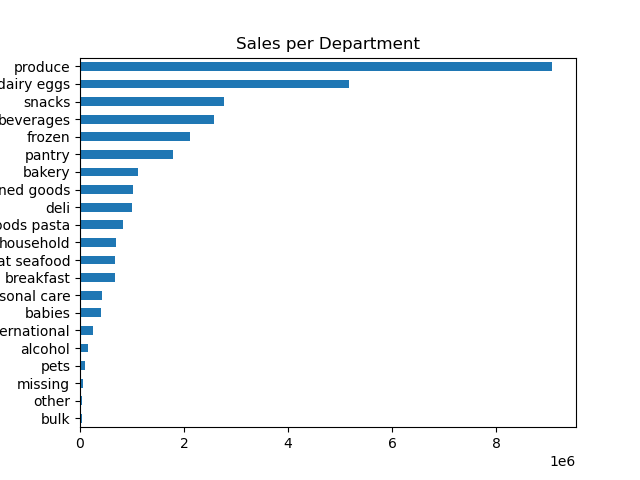 Sales per Department
produce
dairy eggs
snacks
beverages
frozen
pantry
bakery
ned goods
deli
oods pasta
household
at seafood
breakfast
sonal care
babies
ernational
alcohol
pets
missing
other
bulk
0 2 4 6 8
1e6